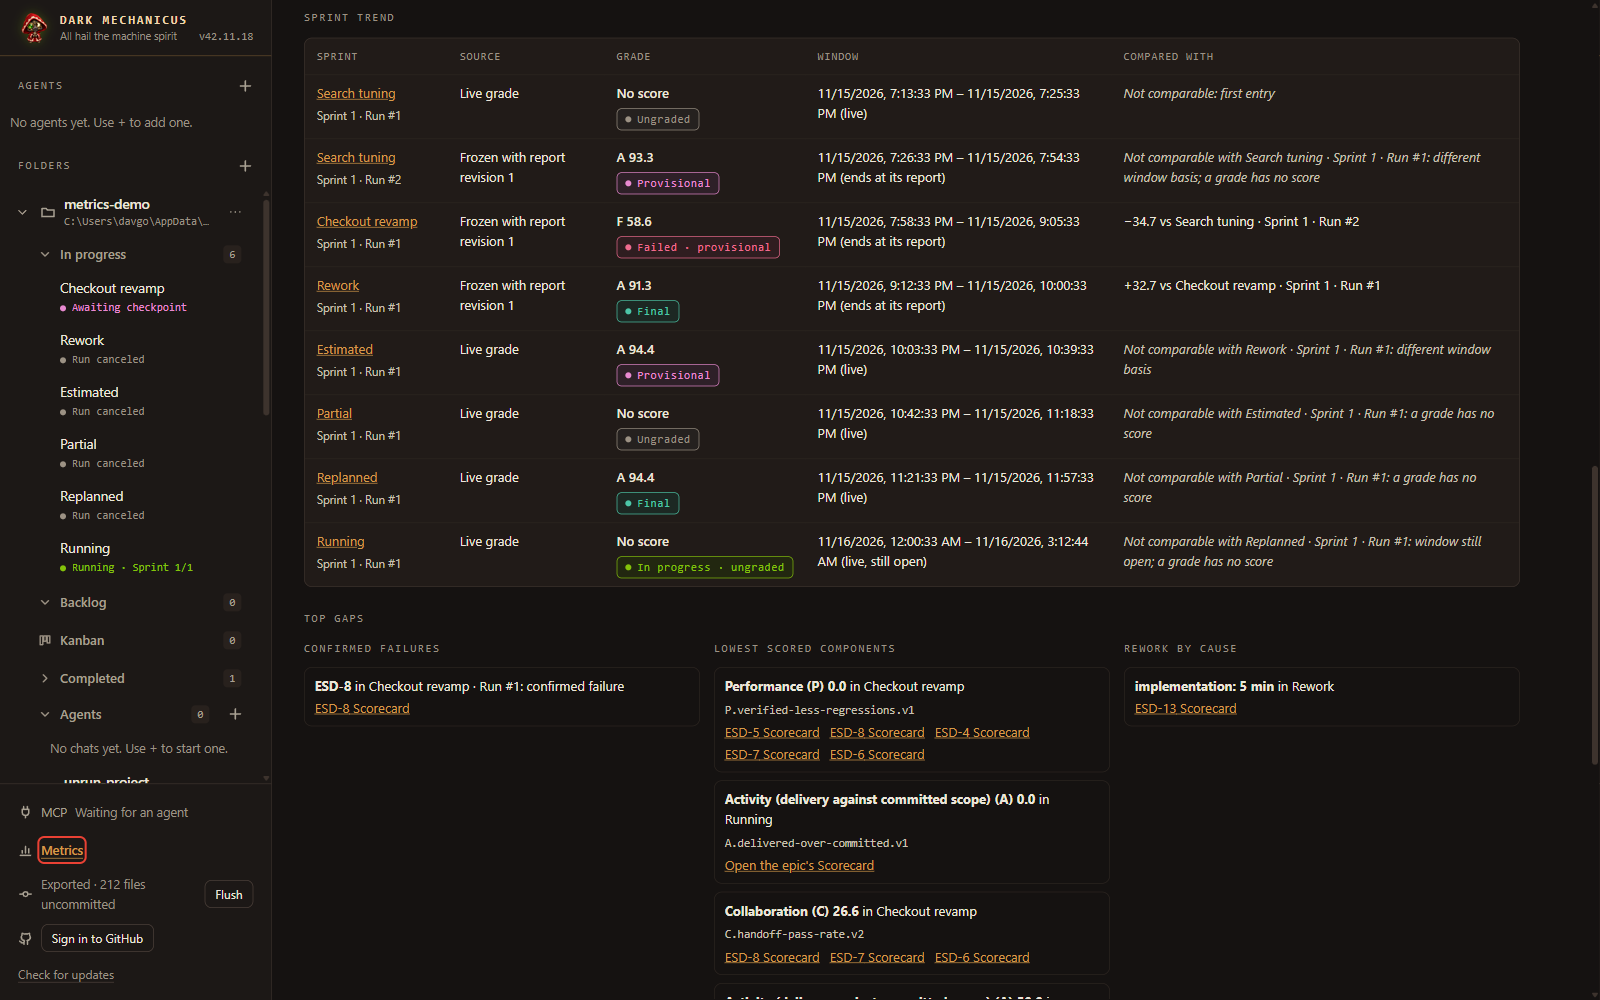 DARK MECHANICUS
All hail the machine spirit v42.11.18
AGENTS
No agents yet. Use + to add one.
FOLDERS
metrics-demo
C:\Users\davgo\AppData\…
In progress 6
Checkout revamp
Awaiting checkpoint
Rework
Run canceled
Estimated
Run canceled
Partial
Run canceled
Replanned
Run canceled
Running
Running · Sprint 1/1
Backlog 0
Kanban 0
Completed 1
Agents 0
No chats yet. Use + to start one.
unrun-project
MCP Waiting for an agent
Metrics
Exported · 212 files
uncommitted
Flush
Sign in to GitHub
Check for updates
SPRINT TREND
SPRINT SOURCE GRADE WINDOW COMPARED WITH
Search tuning Live grade No score 11/15/2026, 7:13:33 PM – 11/15/2026, 7:25:33 Not comparable: first entry
Sprint 1 · Run #1 Ungraded PM (live)
Search tuning Frozen with report A 93.3 11/15/2026, 7:26:33 PM – 11/15/2026, 7:54:33 Not comparable with Search tuning · Sprint 1 · Run #1: different
Sprint 1 · Run #2 revision 1 Provisional PM (ends at its report) window basis; a grade has no score
Checkout revamp Frozen with report F 58.6 11/15/2026, 7:58:33 PM – 11/15/2026, 9:05:33 −34.7 vs Search tuning · Sprint 1 · Run #2
Sprint 1 · Run #1 revision 1 Failed · provisional PM (ends at its report)
Rework Frozen with report A 91.3 11/15/2026, 9:12:33 PM – 11/15/2026, 10:00:33 +32.7 vs Checkout revamp · Sprint 1 · Run #1
Sprint 1 · Run #1 revision 1 Final PM (ends at its report)
Estimated Live grade A 94.4 11/15/2026, 10:03:33 PM – 11/15/2026, 10:39:33 Not comparable with Rework · Sprint 1 · Run #1: different window
Sprint 1 · Run #1 Provisional PM (live) basis
Partial Live grade No score 11/15/2026, 10:42:33 PM – 11/15/2026, 11:18:33 Not comparable with Estimated · Sprint 1 · Run #1: a grade has no
Sprint 1 · Run #1 Ungraded PM (live) score
Replanned Live grade A 94.4 11/15/2026, 11:21:33 PM – 11/15/2026, 11:57:33 Not comparable with Partial · Sprint 1 · Run #1: a grade has no
Sprint 1 · Run #1 Final PM (live) score
Running Live grade No score 11/16/2026, 12:00:33 AM – 11/16/2026, 3:12:44 Not comparable with Replanned · Sprint 1 · Run #1: window still
Sprint 1 · Run #1 In progress · ungraded AM (live, still open) open; a grade has no score
TOP GAPS
CONFIRMED FAILURES
ESD-8 in Checkout revamp · Run #1: confirmed failure
ESD-8 Scorecard
LOWEST SCORED COMPONENTS
Performance (P) 0.0 in Checkout revamp
P.verified-less-regressions.v1
ESD-5 Scorecard ESD-8 Scorecard ESD-4 Scorecard
ESD-7 Scorecard ESD-6 Scorecard
Activity (delivery against committed scope) (A) 0.0 in
Running
A.delivered-over-committed.v1
Open the epic's Scorecard
Collaboration (C) 26.6 in Checkout revamp
C.handoff-pass-rate.v2
ESD-8 Scorecard ESD-7 Scorecard ESD-6 Scorecard
REWORK BY CAUSE
implementation: 5 min in Rework
ESD-13 Scorecard